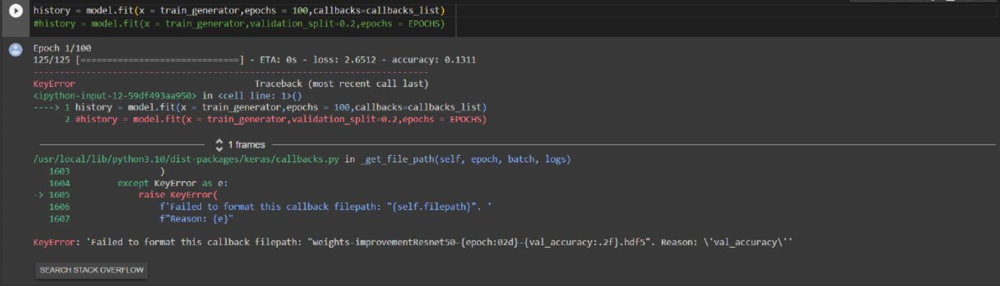 history = model.fit(x = train_generator,epochs = 100,callbacks=callbacks_list)
#history = model.fit(x = train_generator,validation_split=0.2,epochs = EPOCHS)
Epoch 1/100
125/125 [==============================] - ETA: 0s - loss: 2.6512 - accuracy: 0.1311
---------------------------------------------------------------------------
KeyError                                  Traceback (most recent call last)
<ipython-input-12-59df493aa950> in <cell line: 1>()
----> 1 history = model.fit(x = train_generator,epochs = 100,callbacks=callbacks_list)
      2 #history = model.fit(x = train_generator,validation_split=0.2,epochs = EPOCHS)
1 frames
/usr/local/lib/python3.10/dist-packages/keras/callbacks.py in _get_file_path(self, epoch, batch, logs)
   1603                 )
   1604         except KeyError as e:
-> 1605             raise KeyError(
   1606                 f'Failed to format this callback filepath: "{self.filepath}". '
   1607                 f"Reason: {e}"
KeyError: 'Failed to format this callback filepath: "weights-improvementResnet50-{epoch:02d}-{val_accuracy:.2f}.hdf5". Reason: \'val_accuracy\''
SEARCH STACK OVERFLOW